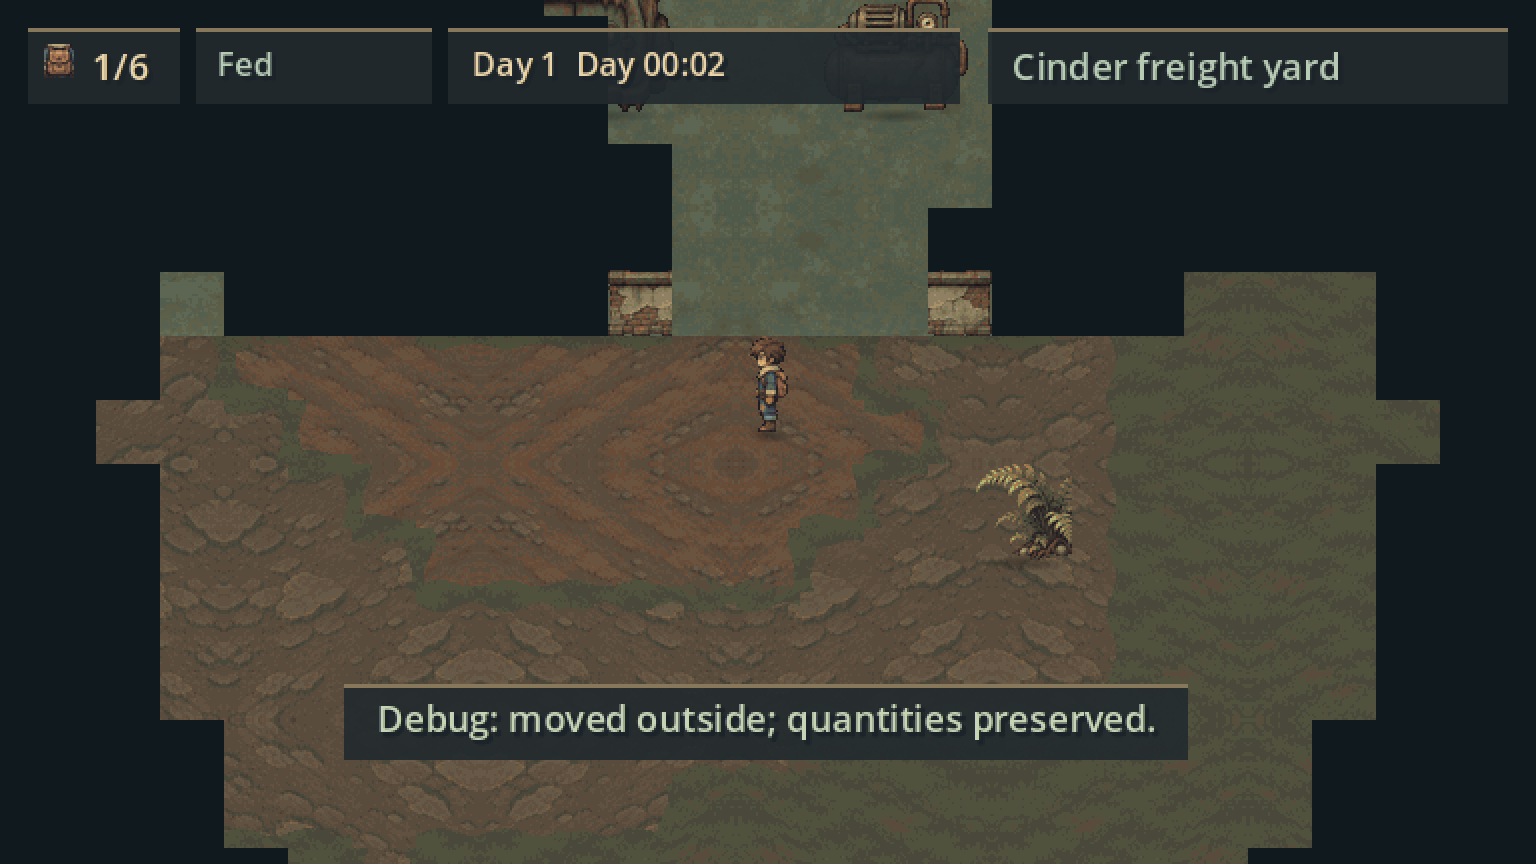 1/6
Fed
Day 1 Day 00:02
Cinder freight yard
Debug: moved outside; quantities preserved.